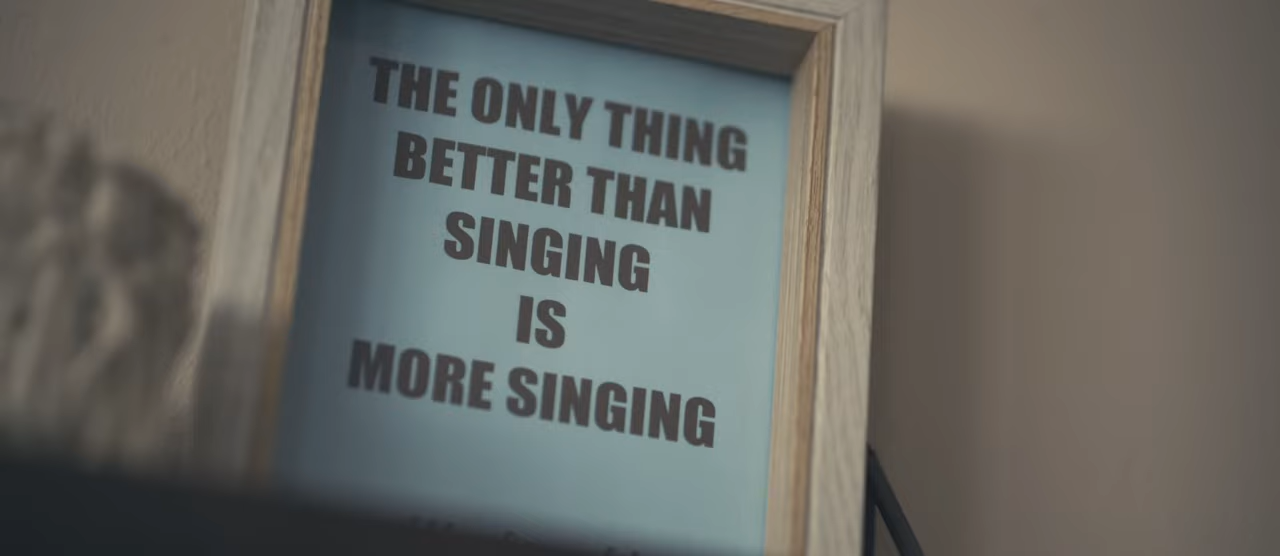 THE ONLY THING
BETTER THAN
SINGING
IS
MORE SINGING